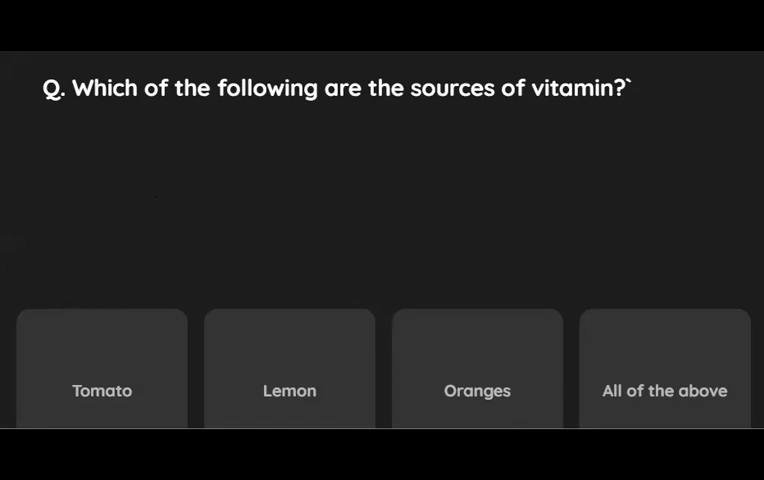 Q. Which of the following are the sources of vitamin?`
Tomato
Lemon
Oranges
All of the above